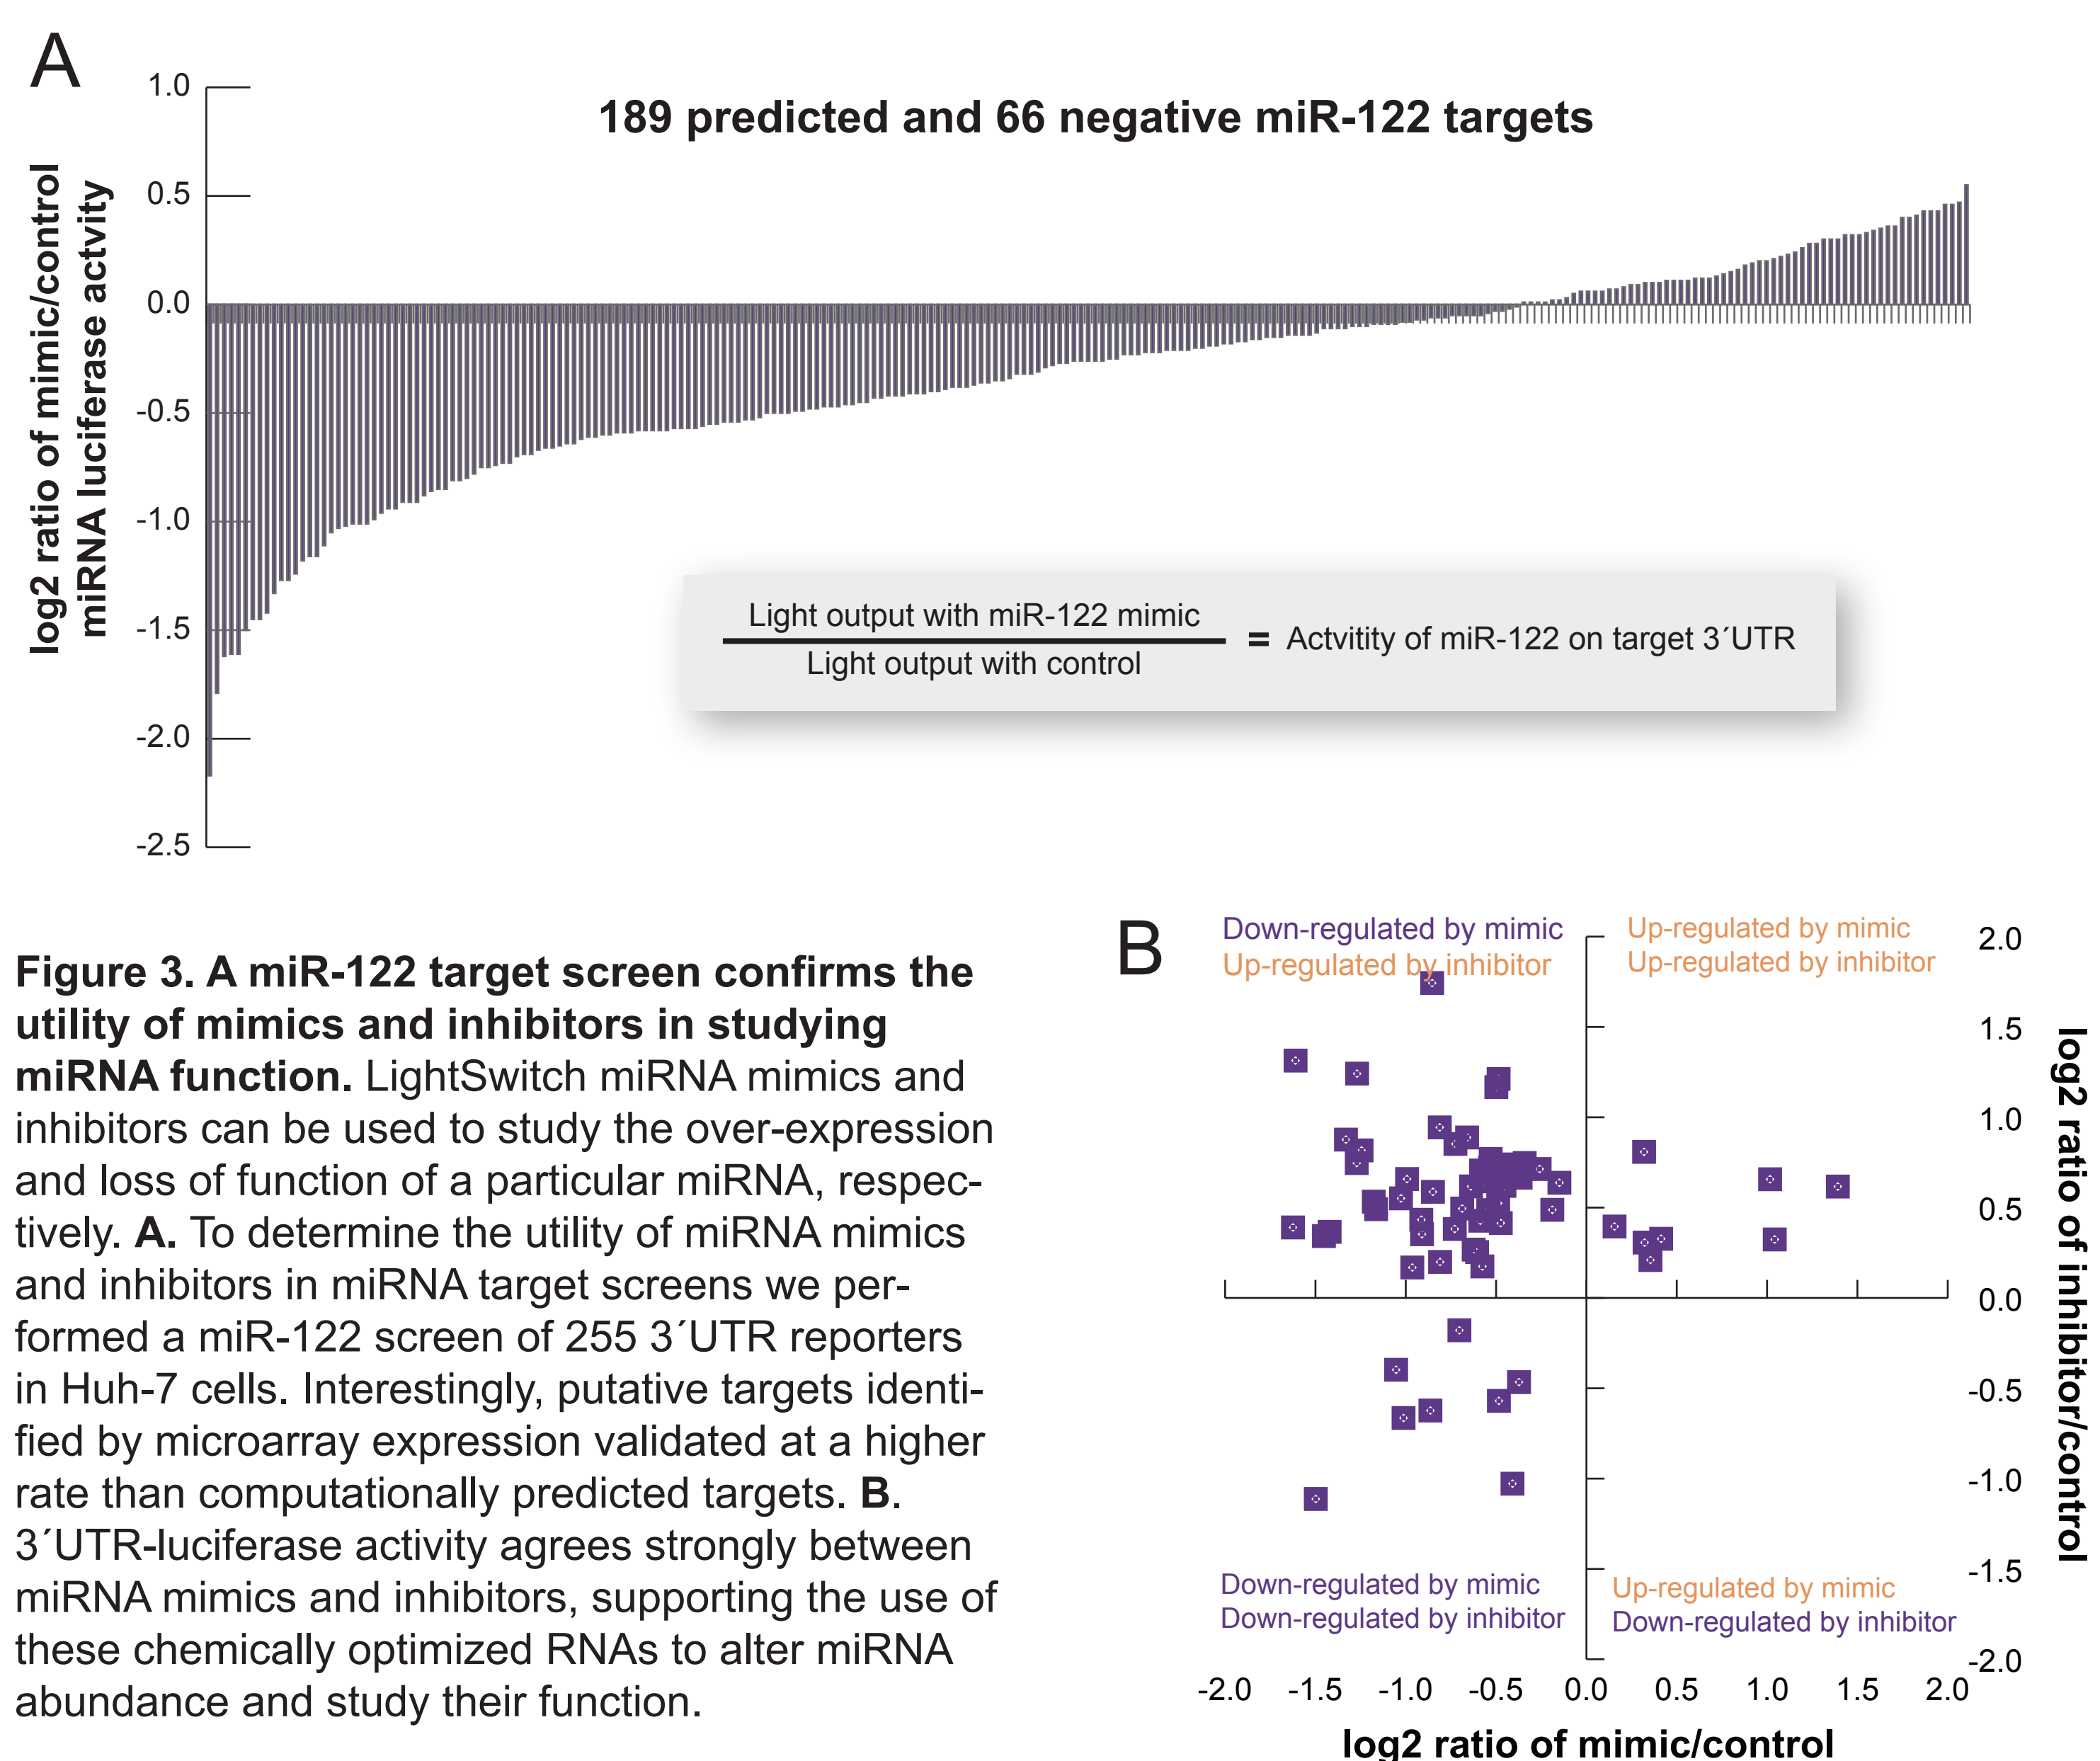 A
1.0
0.5
0.0
-0.5
-1.0
-1.5
-2.0
-2.5
log2 ratio of mimic/control
miRNA luciferase actvity
189 predicted and 66 negative miR-122 targets
Light output with miR-122 mimic
Light output with control
= Actvitity of miR-122 on target 3´UTR
Figure 3. A miR-122 target screen confirms the
utility of mimics and inhibitors in studying
miRNA function. LightSwitch miRNA mimics and
inhibitors can be used to study the over-expression
and loss of function of a particular miRNA, respec-
tively. A. To determine the utility of miRNA mimics
and inhibitors in miRNA target screens we per-
formed a miR-122 screen of 255 3´UTR reporters
in Huh-7 cells. Interestingly, putative targets identi-
fied by microarray expression validated at a higher
rate than computationally predicted targets. B.
3´UTR-luciferase activity agrees strongly between
miRNA mimics and inhibitors, supporting the use of
these chemically optimized RNAs to alter miRNA
abundance and study their function.
B
Down-regulated by mimic
Up-regulated by inhibitor
Up-regulated by mimic
Up-regulated by inhibitor
2.0
1.5
1.0
0.5
0.0
-0.5
-1.0
-1.5
-2.0
log2 ratio of inhibitor/control
Down-regulated by mimic
Down-regulated by inhibitor
Up-regulated by mimic
Down-regulated by inhibitor
-2.0 -1.5 -1.0 -0.5 0.0 0.5 1.0 1.5 2.0
log2 ratio of mimic/control